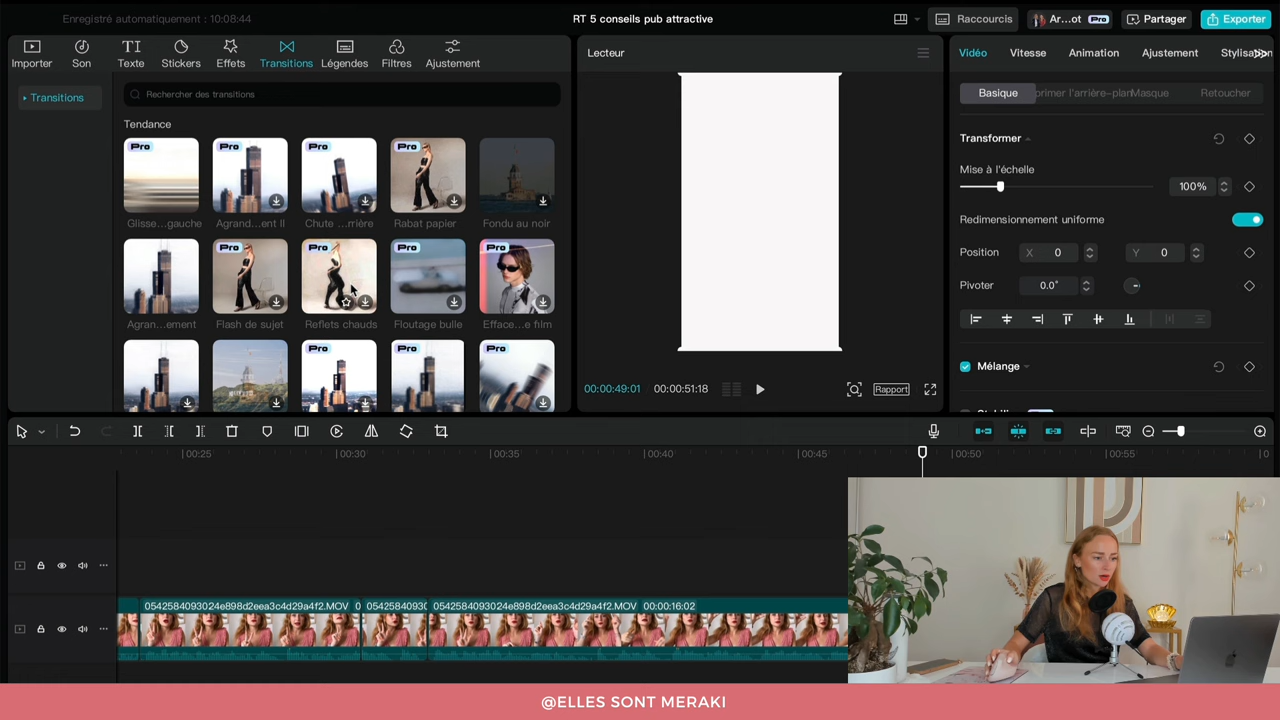 Enregistré automatiquement : 10:08:44
RT 5 conseils pub attractive
Raccourcis
Ar...ot Pro
Partager
Exporter
Importer
Son
Texte
Stickers
Effets
Transitions
Légendes
Filtres
Ajustement
Transitions
Rechercher des transitions
Tendance
Pro
Pro
Pro
Pro
Glisse...gauche
Agrand...ent II
Chute ...rrière
Rabat papier
Fondu au noir
Pro
Pro
Pro
Pro
Agran...ement
Flash de sujet
Reflets chauds
Floutage bulle
Efface...e film
Pro
Pro
Pro
Lecteur
00:00:49:01
00:00:51:18
Rapport
Vidéo
Vitesse
Animation
Ajustement
Basique
primer l'arrière-plan
Masque
Retoucher
Transformer
Mise à l'échelle
100%
Redimensionnement uniforme
Position
X 0
Y 0
Pivoter
0.0°
Mélange
00:25
00:30
00:35
00:40
00:45
00:50
00:55
0542584093024e898d2eea3c4d29a4f2.MOV 0
05425840930
0542584093024e898d2eea3c4d29a4f2.MOV 00:00:16:02
@ELLES SONT MERAKI